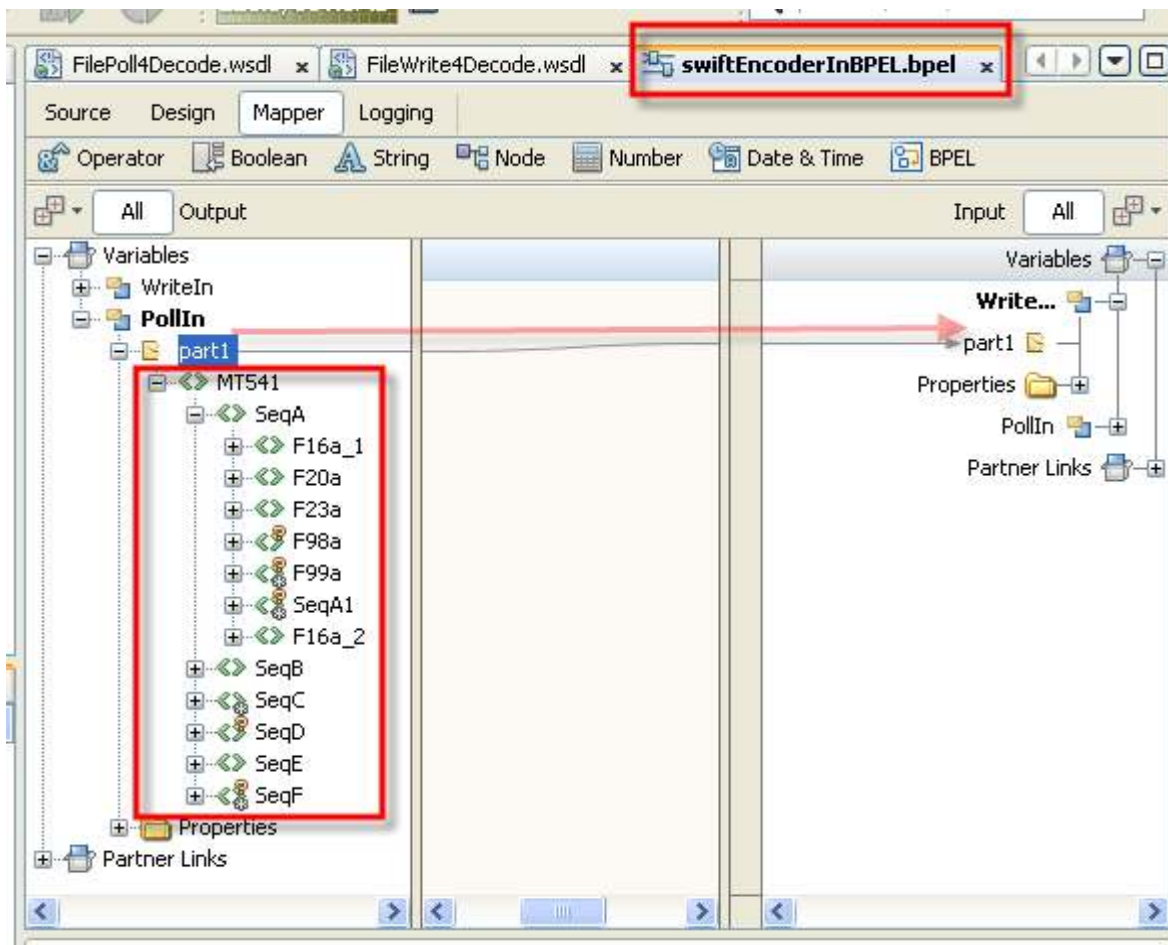 FilePoll4Decode.wsdl x FileWrite4Decode.wsdl x swiftEncoderInBPEL.bpel x
Source Design Mapper Logging
Operator Boolean String Node Number Date & Time BPEL
All Output Input All
Variables Variables
WriteIn Write...
PollIn part1
part1 Properties
MT541 PollIn
SeqA Partner Links
F16a_1
F20a
F23a
F98a
F99a
SeqA1
F16a_2
SeqB
SeqC
SeqD
SeqE
SeqF
Properties
Partner Links